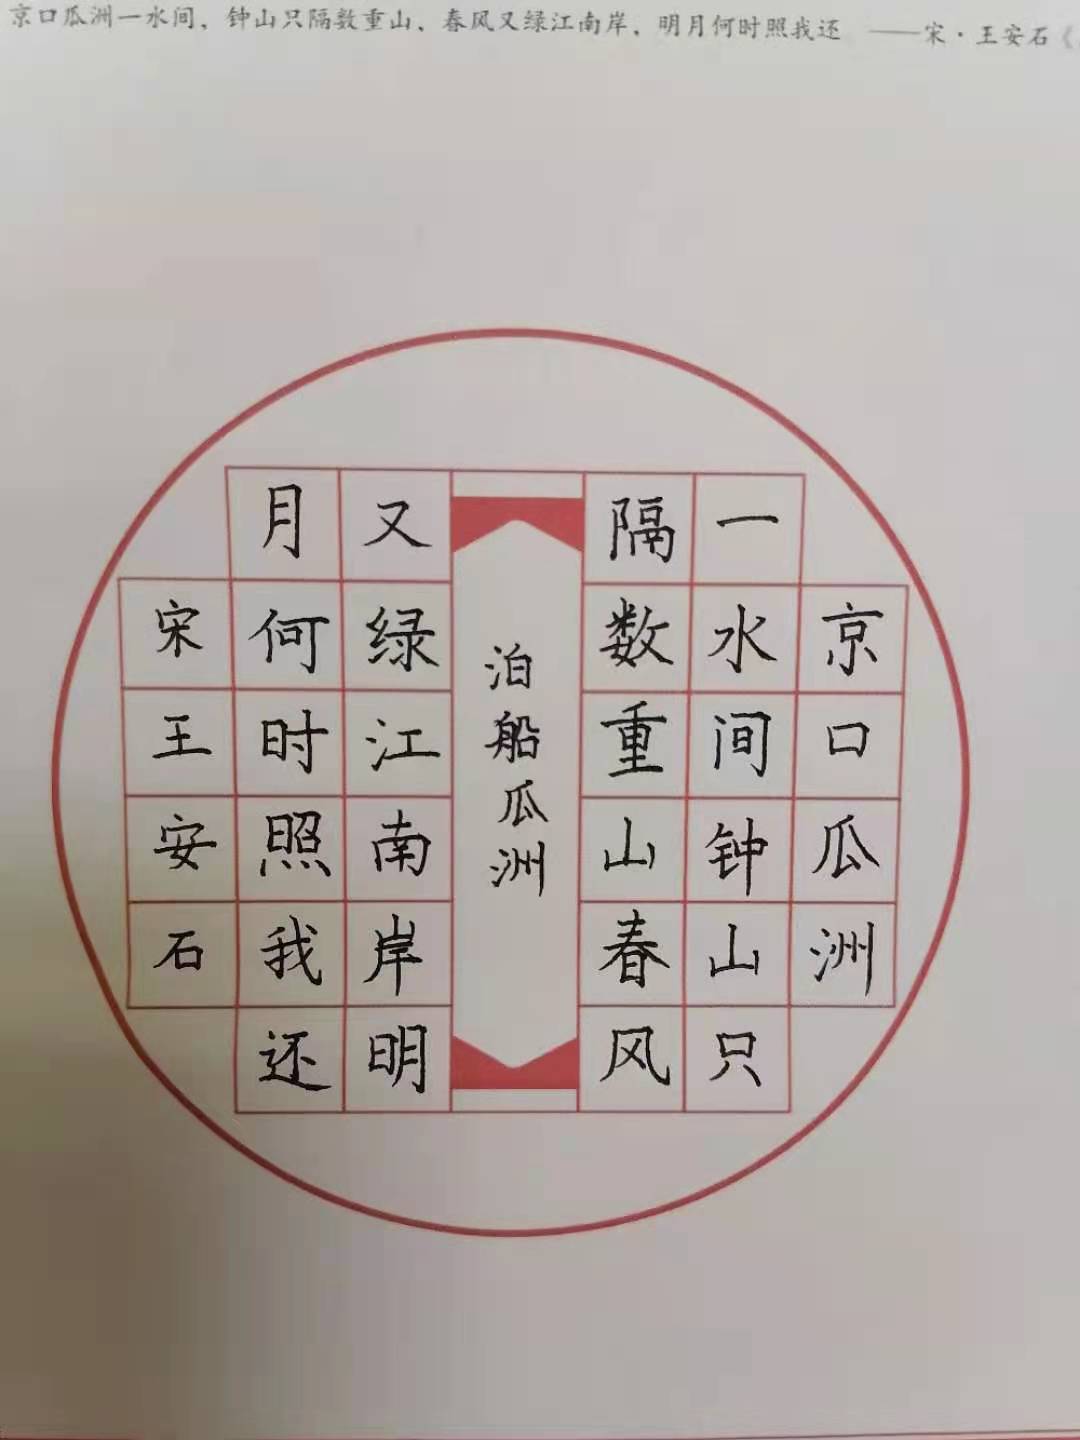 京口瓜洲一水间，钟山只隔数重山，春风又绿江南岸，明月何时照我还 ——宋·王安石《
京口瓜洲
一水间钟山只
隔数重山春风
泊船瓜洲
又绿江南岸明
月何时照我还
宋王安石